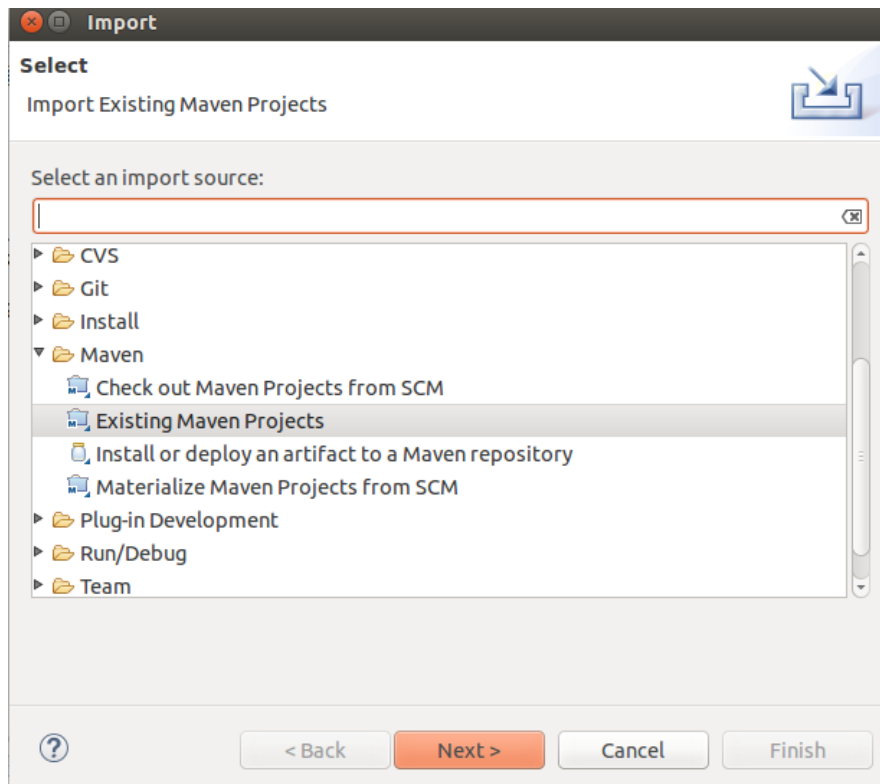 Import
Select
Import Existing Maven Projects
Select an import source:
CVS
Git
Install
Maven
Check out Maven Projects from SCM
Existing Maven Projects
Install or deploy an artifact to a Maven repository
Materialize Maven Projects from SCM
Plug-in Development
Run/Debug
Team
? < Back Next > Cancel Finish